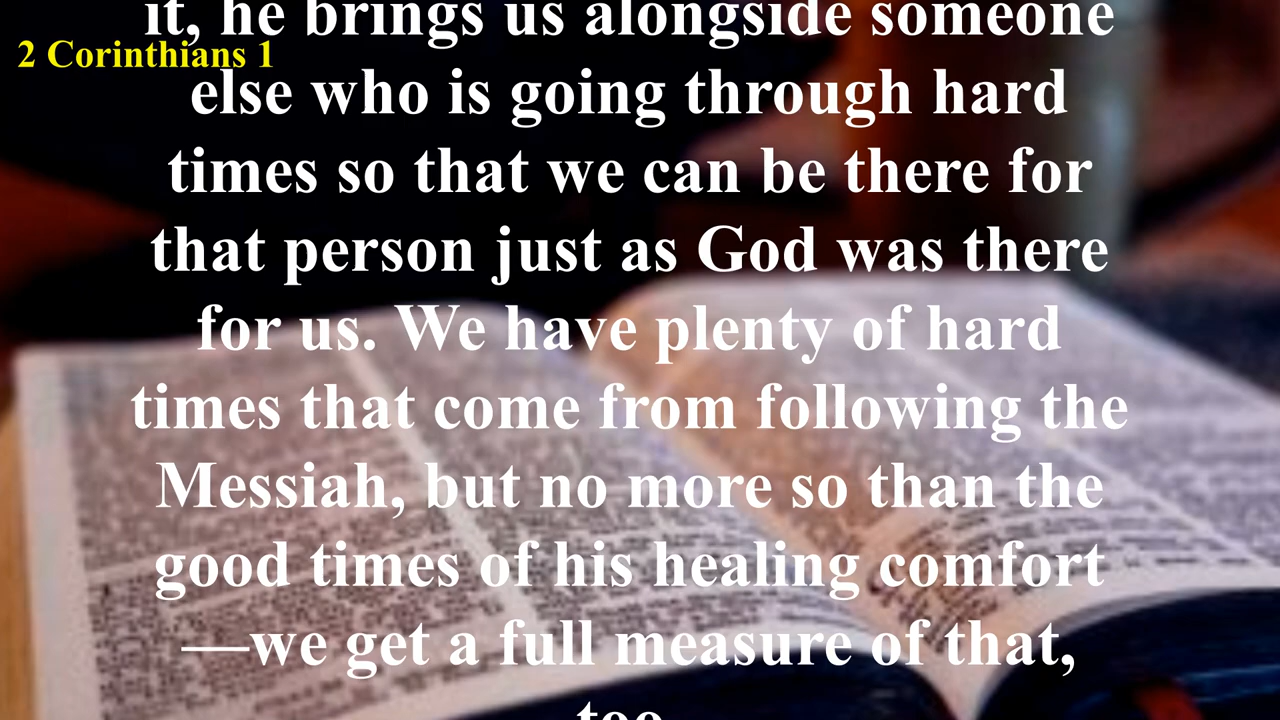 it, he brings us alongside someone
2 Corinthians 1
else who is going through hard
times so that we can be there for
that person just as God was there
for us. We have plenty of hard
times that come from following the
Messiah, but no more so than the
good times of his healing comfort
—we get a full measure of that,
too.